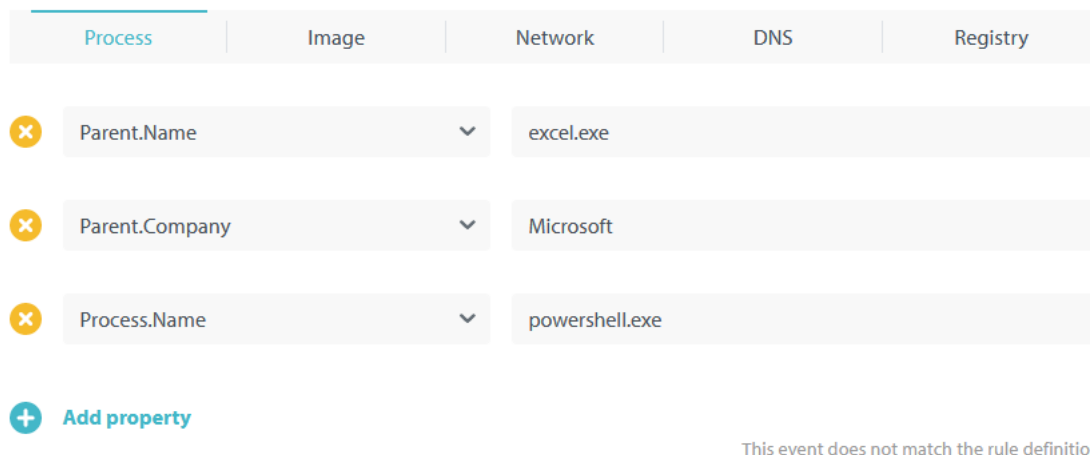 Process Image Network DNS Registry
Parent.Name excel.exe
Parent.Company Microsoft
Process.Name powershell.exe
Add property
This event does not match the rule definitio